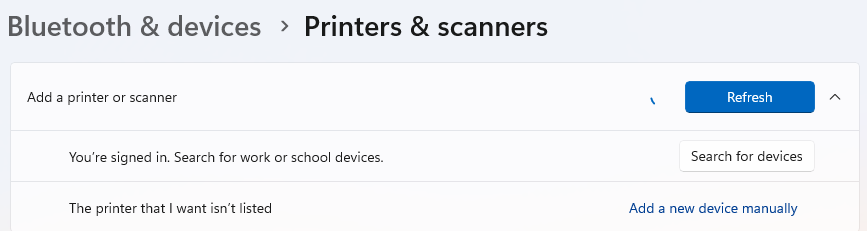 Bluetooth & devices > Printers & scanners
Add a printer or scanner Refresh
You're signed in. Search for work or school devices. Search for devices
The printer that I want isn't listed Add a new device manually